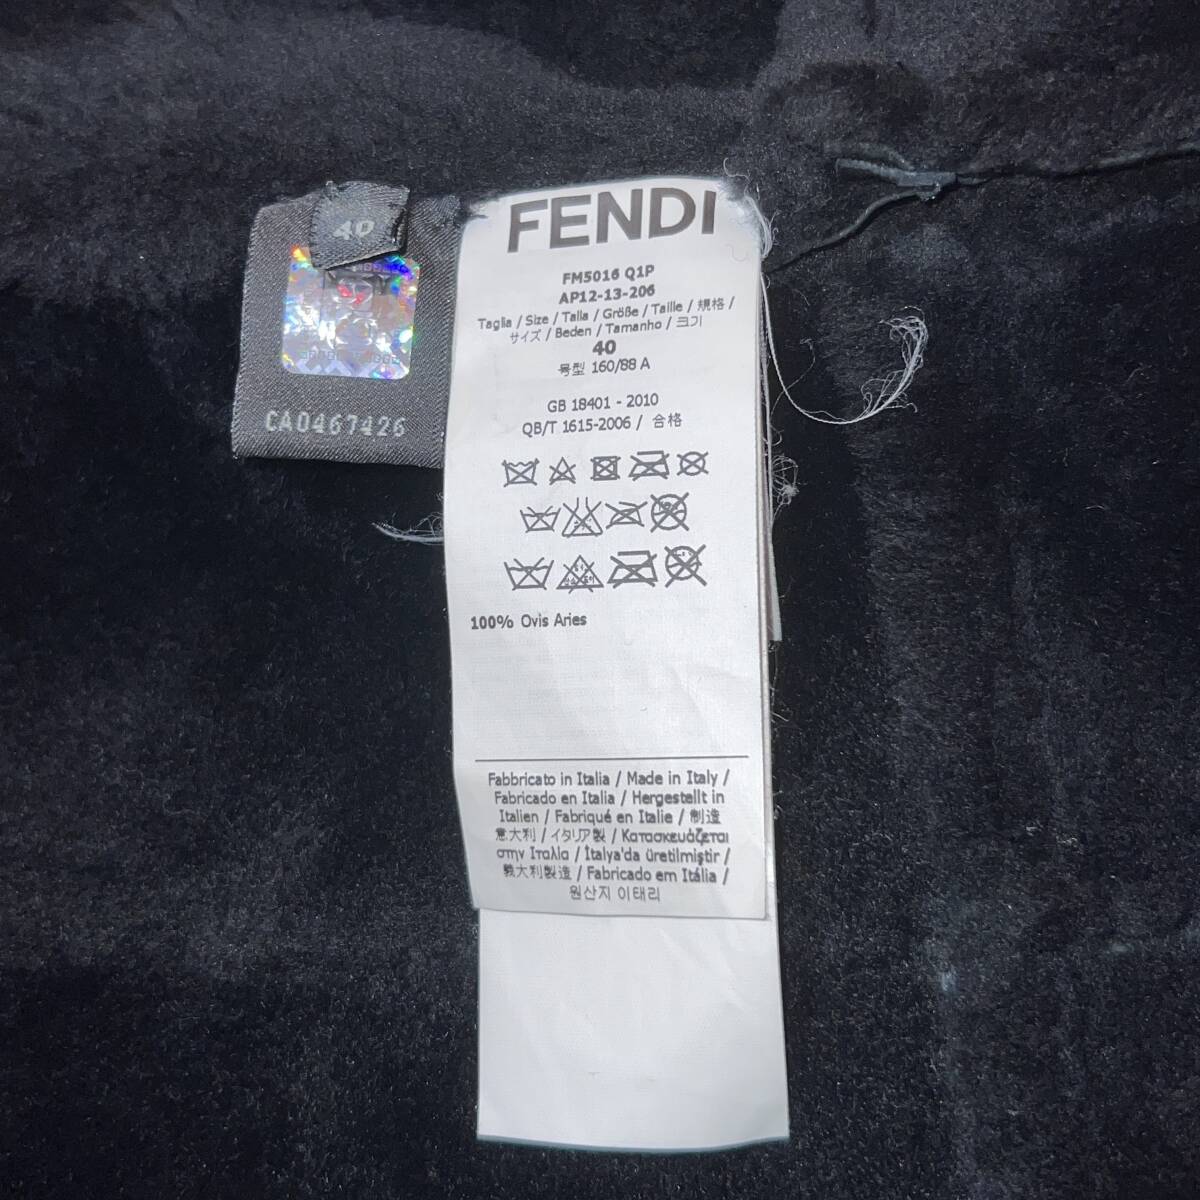 40
CA0467426
FENDI
FM5016 Q1P
AP12-13-206
Taglia / Size / Talla / Größe / Taille / 規格 /
サイズ / Beden / Tamanho / 크기
40
号型 160/88 A
GB 18401 - 2010
QB/T 1615-2006 / 合格
100% Ovis Aries
Fabbricato in Italia / Made in Italy /
Fabricado en Italia / Hergestellt in
Italien / Fabriqué en Italie / 制造
意大利 / イタリア製 / Κατασκευάζεται
στην Ιταλία / İtalya'da üretilmiştir /
義大利製造 / Fabricado em Itália /
원산지 이태리